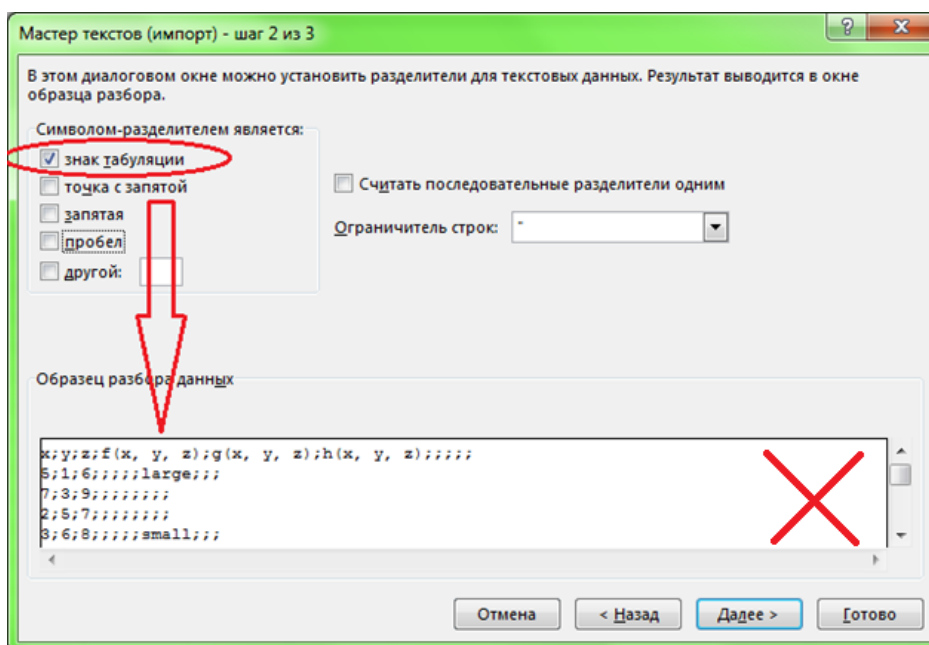 Мастер текстов (импорт) - шаг 2 из 3
В этом диалоговом окне можно установить разделители для текстовых данных. Результат выводится в окне
образца разбора.
Символом-разделителем является:
знак табуляции
точка с запятой
запятая
пробел
другой:
Считать последовательные разделители одним
Ограничитель строк: "
Образец разбора данных
x;y;z;f(x, y, z);g(x, y, z);h(x, y, z);;;;;
5;1;6;;;;;large;;;
7;3;9;;;;;;;;
2;5;7;;;;;;;;
3;6;8;;;;;small;;;
Отмена
< Назад
Далее >
Готово